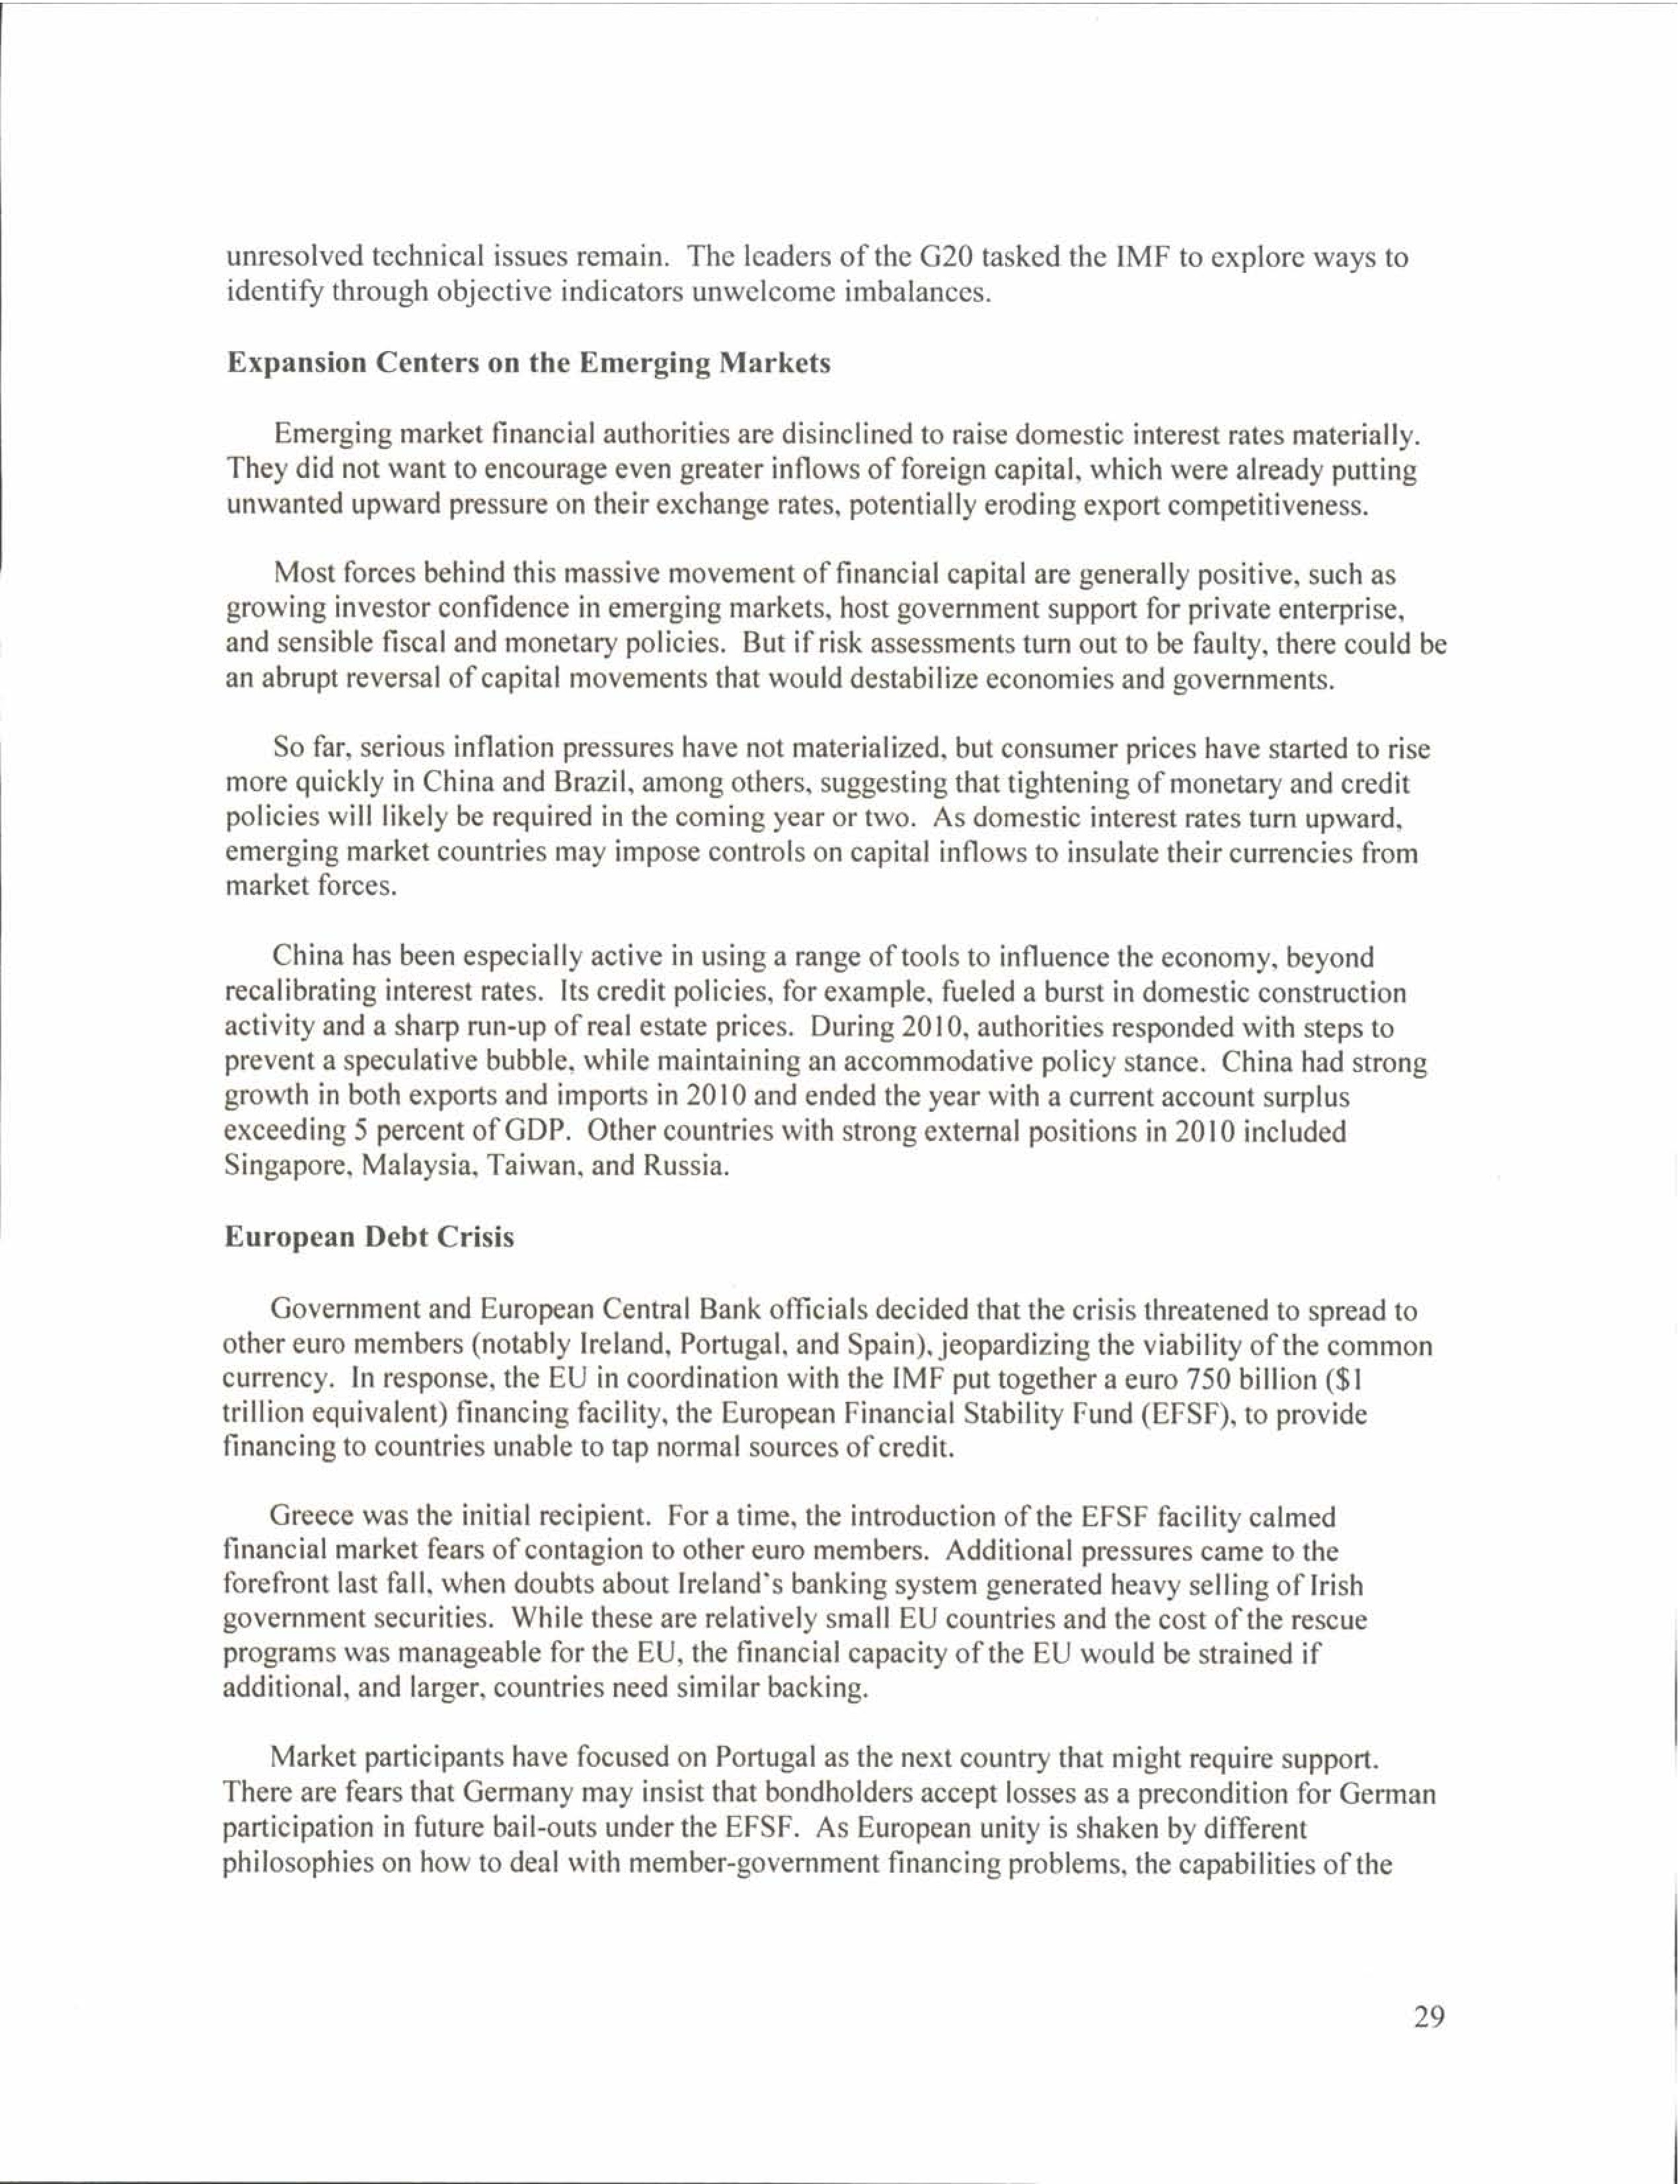 unresolved technical issues remain. The leaders of the G20 tasked the IMF to explore ways to
identify through objective indicators unwelcome imbalances.
Expansion Centers on the Emerging Markets
Emerging market financial authorities are disinclined to raise domestic interest rates materially.
They did not want to encourage even greater inflows of foreign capital, which were already putting
unwanted upward pressure on their exchange rates, potentially eroding export competitiveness.
Most forces behind this massive movement of financial capital are generally positive, such as
growing investor confidence in emerging markets, host government support for private enterprise,
and sensible fiscal and monetary policies. But if risk assessments turn out to be faulty, there could be
an abrupt reversal of capital movements that would destabilize economies and governments.
So far, serious inflation pressures have not materialized, but consumer prices have started to rise
more quickly in China and Brazil, among others, suggesting that tightening of monetary and credit
policies will likely be required in the coming year or two. As domestic interest rates turn upward,
emerging market countries may impose controls on capital inflows to insulate their currencies from
market forces.
China has been especially active in using a range of tools to influence the economy, beyond
recalibrating interest rates. Its credit policies, for example, fueled a burst in domestic construction
activity and a sharp run-up of real estate prices. During 2010, authorities responded with steps to
prevent a speculative bubble, while maintaining an accommodative policy stance. China had strong
growth in both exports and imports in 2010 and ended the year with a current account surplus
exceeding 5 percent of GDP. Other countries with strong external positions in 2010 included
Singapore, Malaysia, Taiwan, and Russia.
European Debt Crisis
Government and European Central Bank officials decided that the crisis threatened to spread to
other euro members (notably Ireland, Portugal, and Spain), jeopardizing the viability of the common
currency. In response, the EU in coordination with the IMF put together a euro 750 billion ($1
trillion equivalent) financing facility, the European Financial Stability Fund (EFSF), to provide
financing to countries unable to tap normal sources of credit.
Greece was the initial recipient. For a time, the introduction of the EFSF facility calmed
financial market fears of contagion to other euro members. Additional pressures came to the
forefront last fall, when doubts about Ireland's banking system generated heavy selling of Irish
government securities. While these are relatively small EU countries and the cost of the rescue
programs was manageable for the EU, the financial capacity of the EU would be strained if
additional, and larger, countries need similar backing.
Market participants have focused on Portugal as the next country that might require support.
There are fears that Germany may insist that bondholders accept losses as a precondition for German
participation in future bail-outs under the EFSF. As European unity is shaken by different
philosophies on how to deal with member-government financing problems, the capabilities of the
29